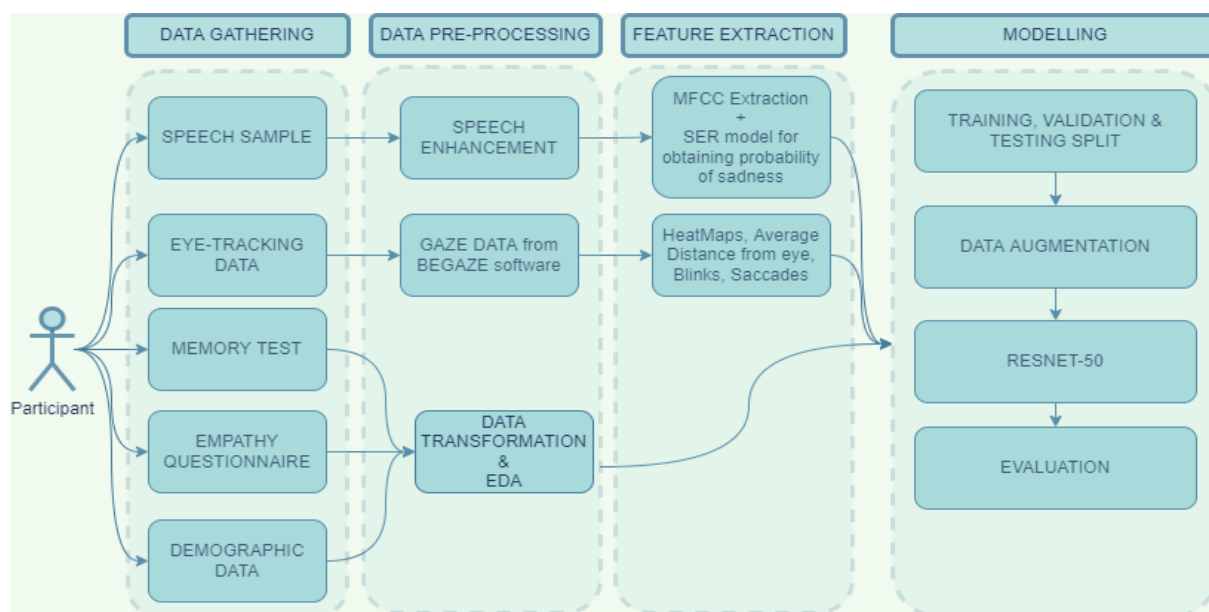 DATA GATHERING
DATA PRE-PROCESSING
FEATURE EXTRACTION
MODELLING
SPEECH SAMPLE
SPEECH
ENHANCEMENT
MFCC Extraction
+
SER model for
obtaining probability
of sadness
TRAINING, VALIDATION &
TESTING SPLIT
EYE-TRACKING
DATA
GAZE DATA from
BEGAZE software
HeatMaps, Average
Distance from eye,
Blinks, Saccades
DATA AUGMENTATION
Participant
MEMORY TEST
RESNET-50
EMPATHY
QUESTIONNAIRE
DATA
TRANSFORMATION
&
EDA
EVALUATION
DEMOGRAPHIC
DATA